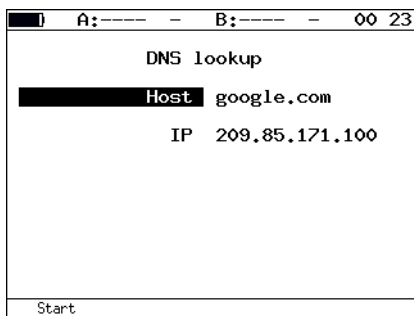 A:---- - B:---- - 00 23
DNS lookup
Host google.com
IP 209.85.171.100
Start